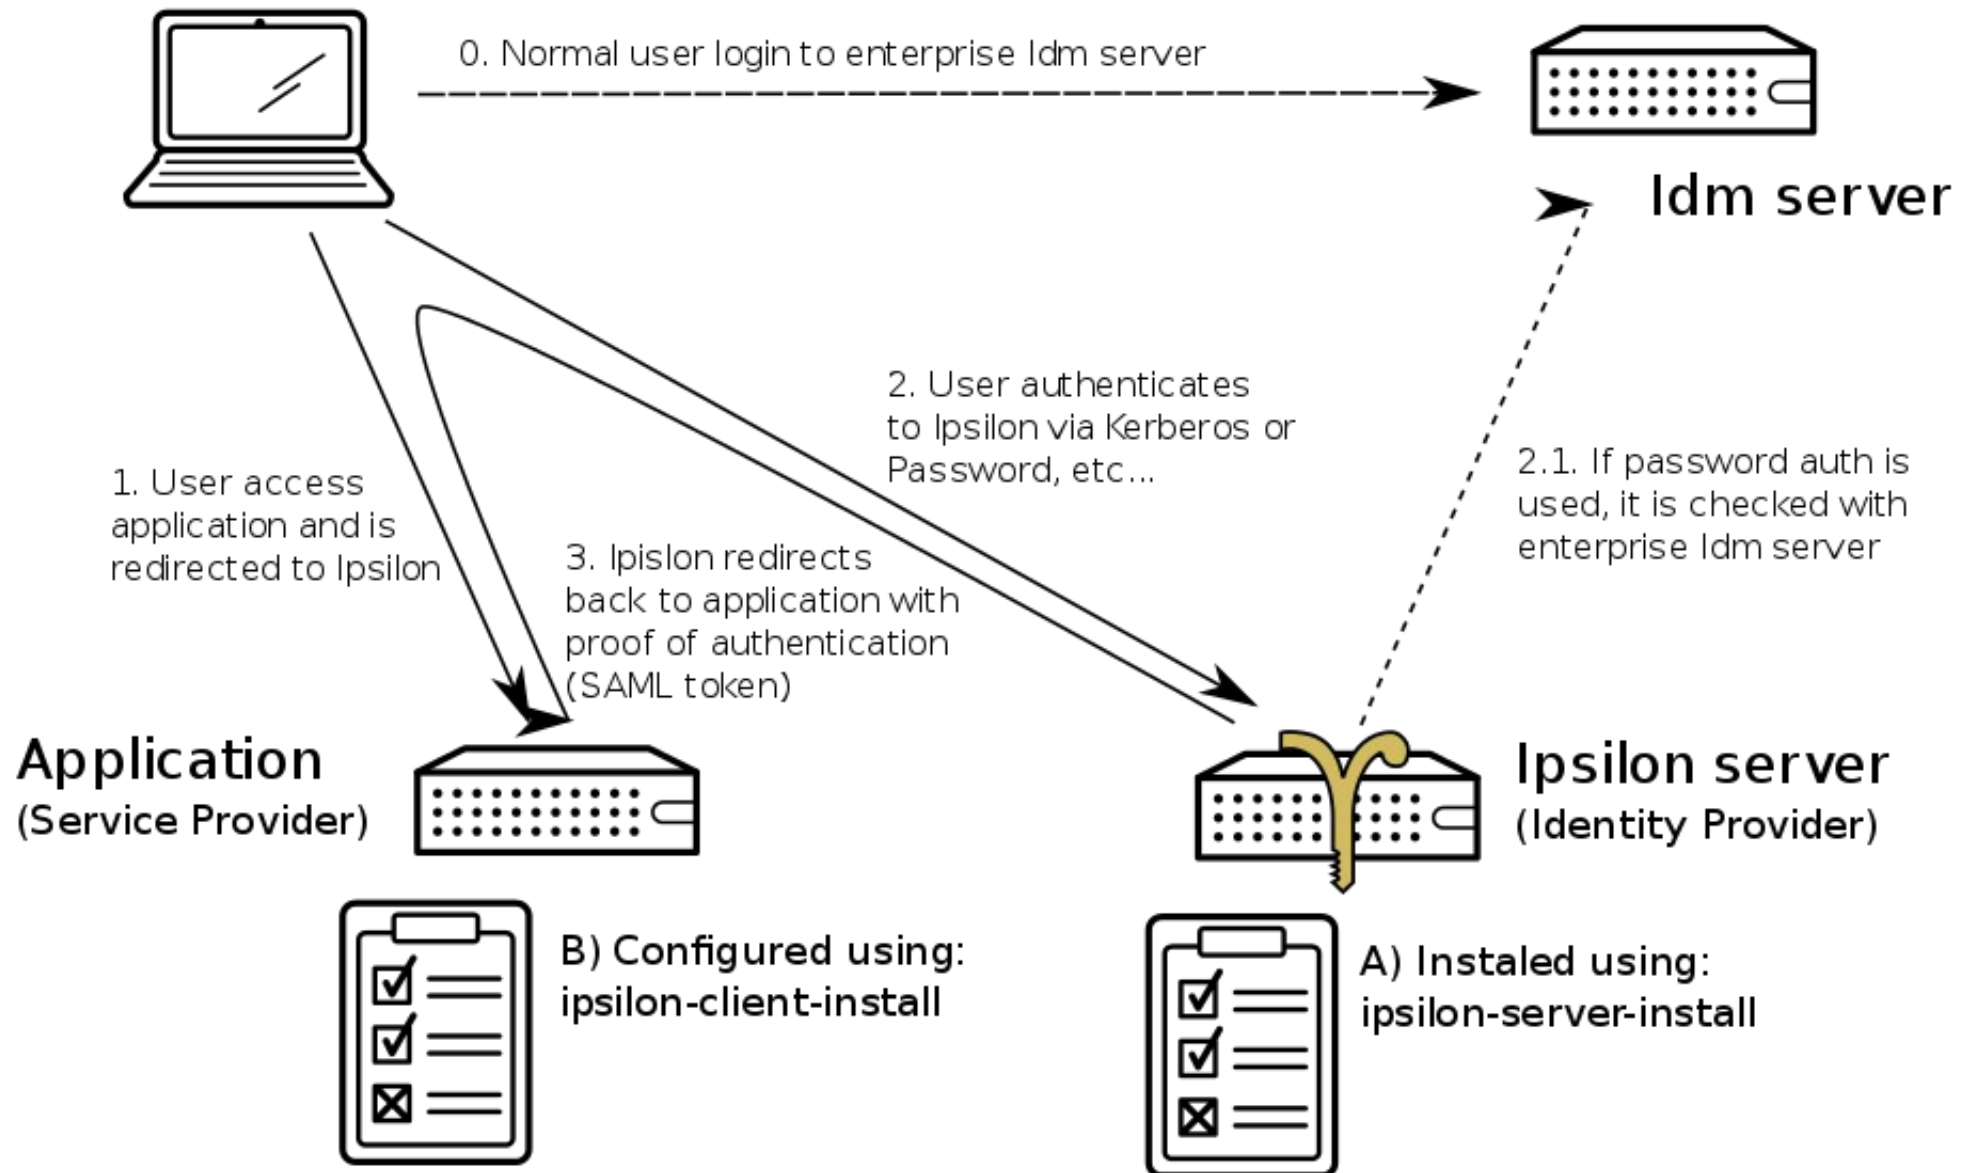 0. Normal user login to enterprise Idm server
Idm server
1. User access
application and is
redirected to Ipsilon
2. User authenticates
to Ipsilon via Kerberos or
Password, etc...
2.1. If password auth is
used, it is checked with
enterprise Idm server
3. Ipislon redirects
back to application with
proof of authentication
(SAML token)
Application
(Service Provider)
Ipsilon server
(Identity Provider)
B) Configured using:
ipsilon-client-install
A) Instaled using:
ipsilon-server-install